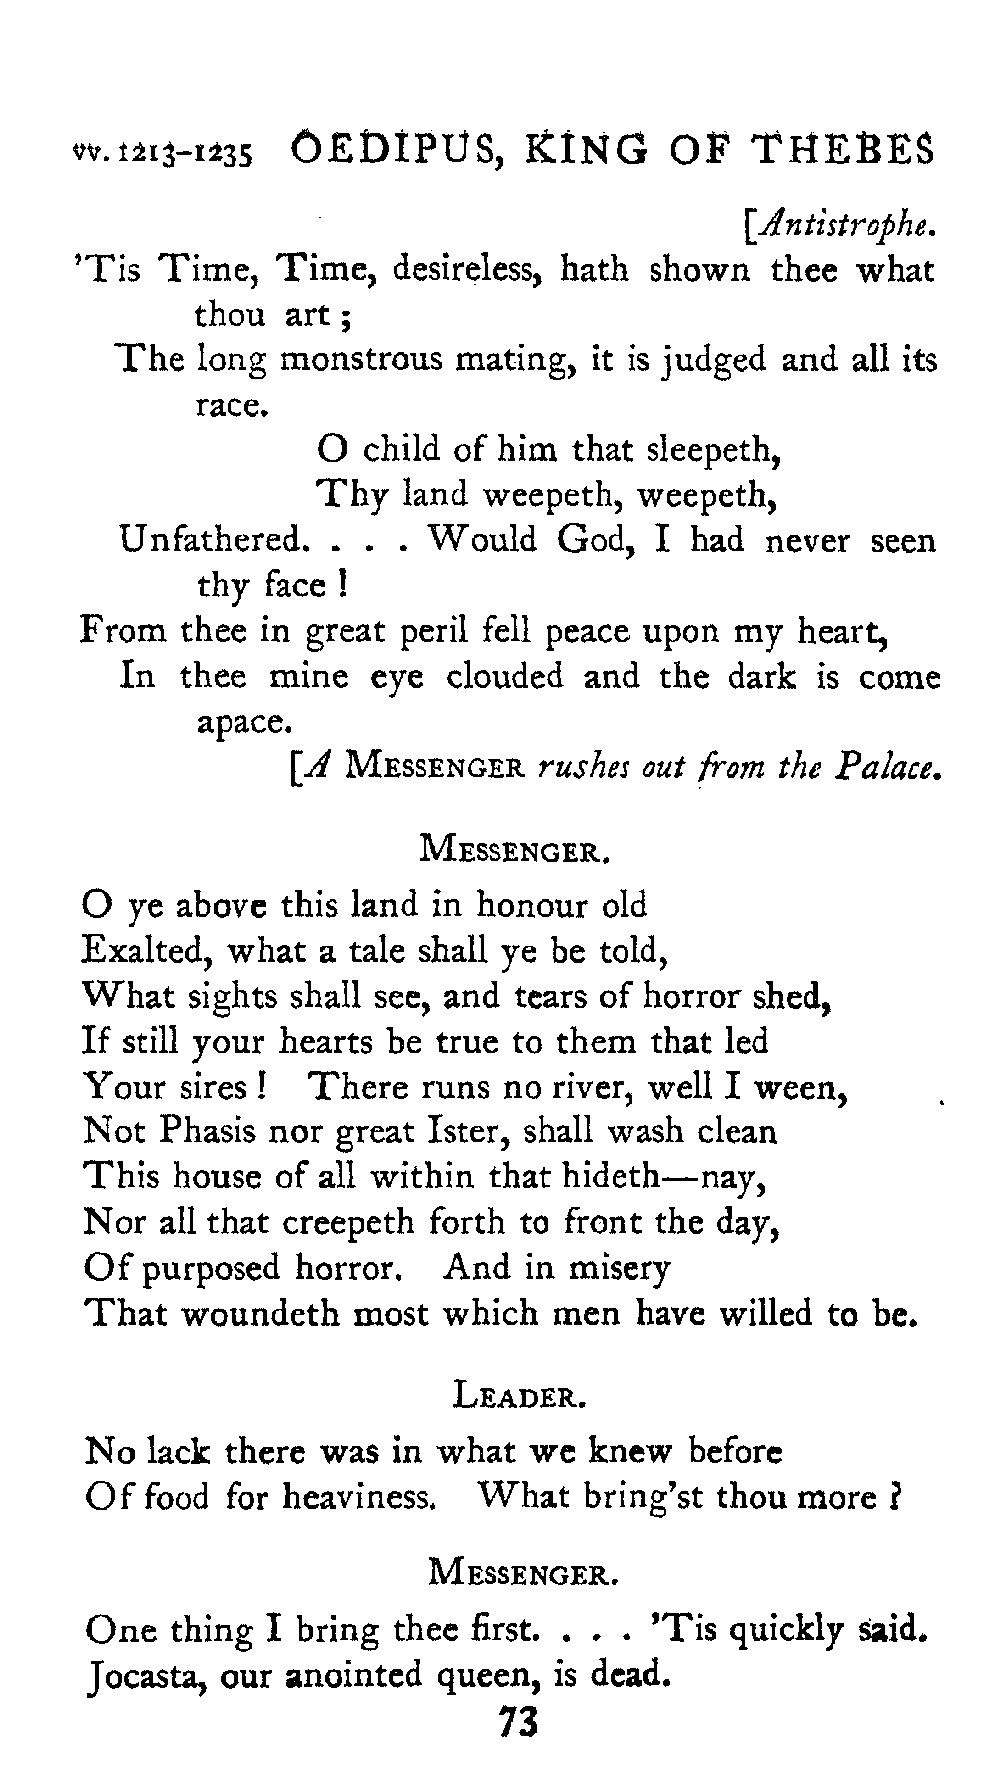 vv. 1213–1235 OEDIPUS, KING OF THEBES
[Antistrophe.
'Tis Time, Time, desireless, hath shown thee what
thou art ;
The long monstrous mating, it is judged and all its
race.
O child of him that sleepeth,
Thy land weepeth, weepeth,
Unfathered. . . . Would God, I had never seen
thy face !
From thee in great peril fell peace upon my heart,
In thee mine eye clouded and the dark is come
apace.
[A MESSENGER rushes out from the Palace.
MESSENGER.
O ye above this land in honour old
Exalted, what a tale shall ye be told,
What sights shall see, and tears of horror shed,
If still your hearts be true to them that led
Your sires ! There runs no river, well I ween,
Not Phasis nor great Ister, shall wash clean
This house of all within that hideth—nay,
Nor all that creepeth forth to front the day,
Of purposed horror. And in misery
That woundeth most which men have willed to be.
LEADER.
No lack there was in what we knew before
Of food for heaviness. What bring'st thou more ?
MESSENGER.
One thing I bring thee first. . . . 'Tis quickly said.
Jocasta, our anointed queen, is dead.
73